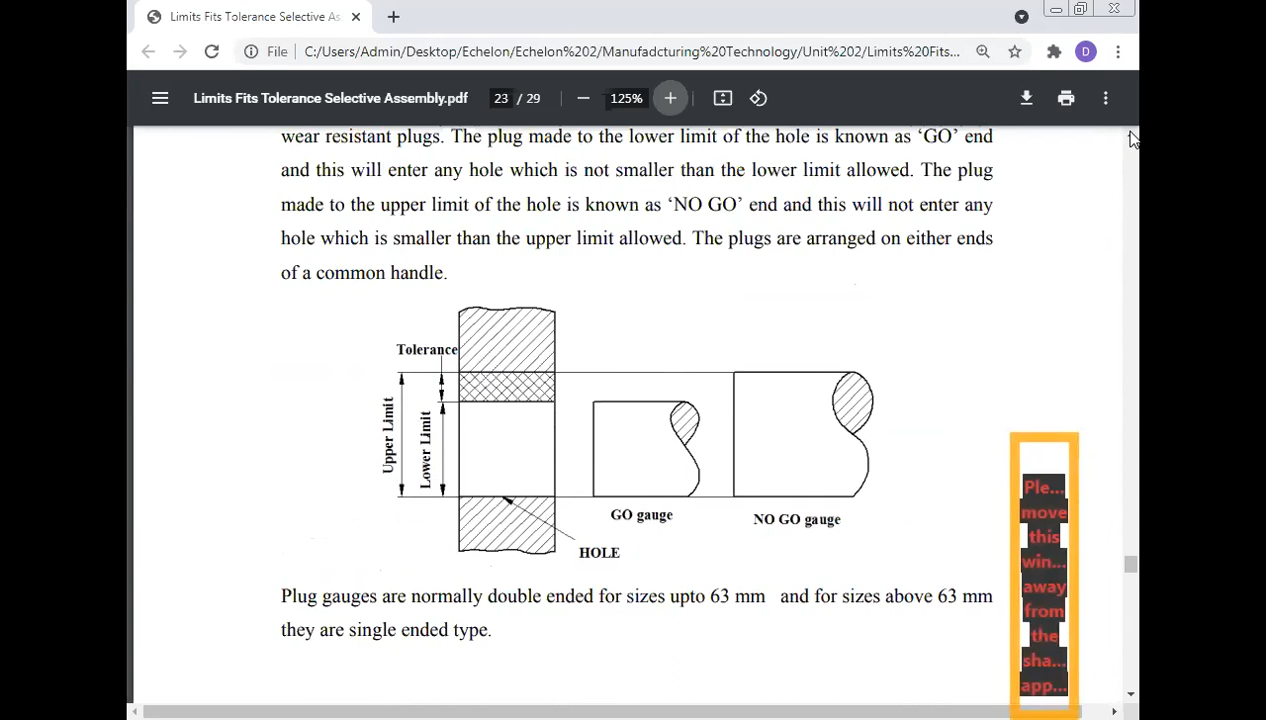 Limits Fits Tolerance Selective As
File
C:/Users/Admin/Desktop/Echelon/Echelon%202/Manufadcturing%20Technology/Unit%202/Limits%20Fits...
D
Limits Fits Tolerance Selective Assembly.pdf
23 / 29
125%
wear resistant plugs. The plug made to the lower limit of the hole is known as ‘GO’ end
and this will enter any hole which is not smaller than the lower limit allowed. The plug
made to the upper limit of the hole is known as ‘NO GO’ end and this will not enter any
hole which is smaller than the upper limit allowed. The plugs are arranged on either ends
of a common handle.
Tolerance
Upper Limit
Lower Limit
GO gauge
NO GO gauge
HOLE
Plug gauges are normally double ended for sizes upto 63 mm and for sizes above 63 mm
they are single ended type.
Ple...
move
this
win...
away
from
the
sha...
app...